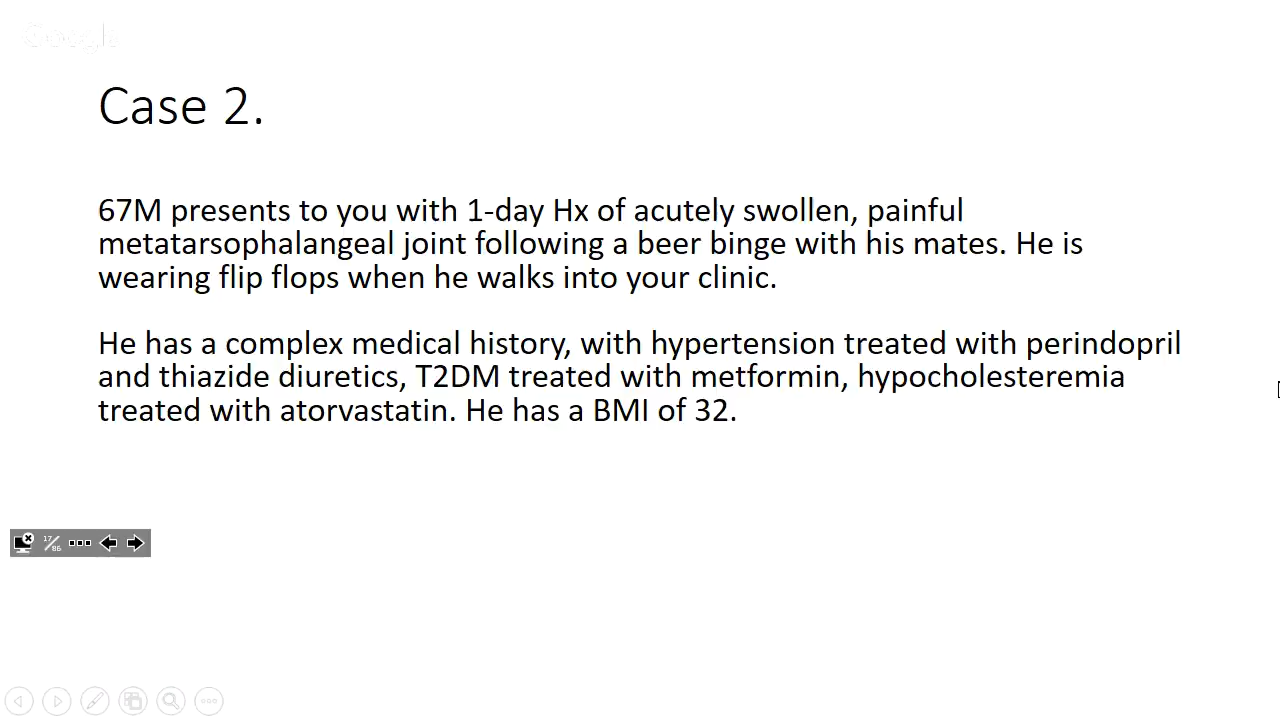 Case 2.
67M presents to you with 1-day Hx of acutely swollen, painful
metatarsophalangeal joint following a beer binge with his mates. He is
wearing flip flops when he walks into your clinic.
He has a complex medical history, with hypertension treated with perindopril
and thiazide diuretics, T2DM treated with metformin, hypocholesteremia
treated with atorvastatin. He has a BMI of 32.
17/86